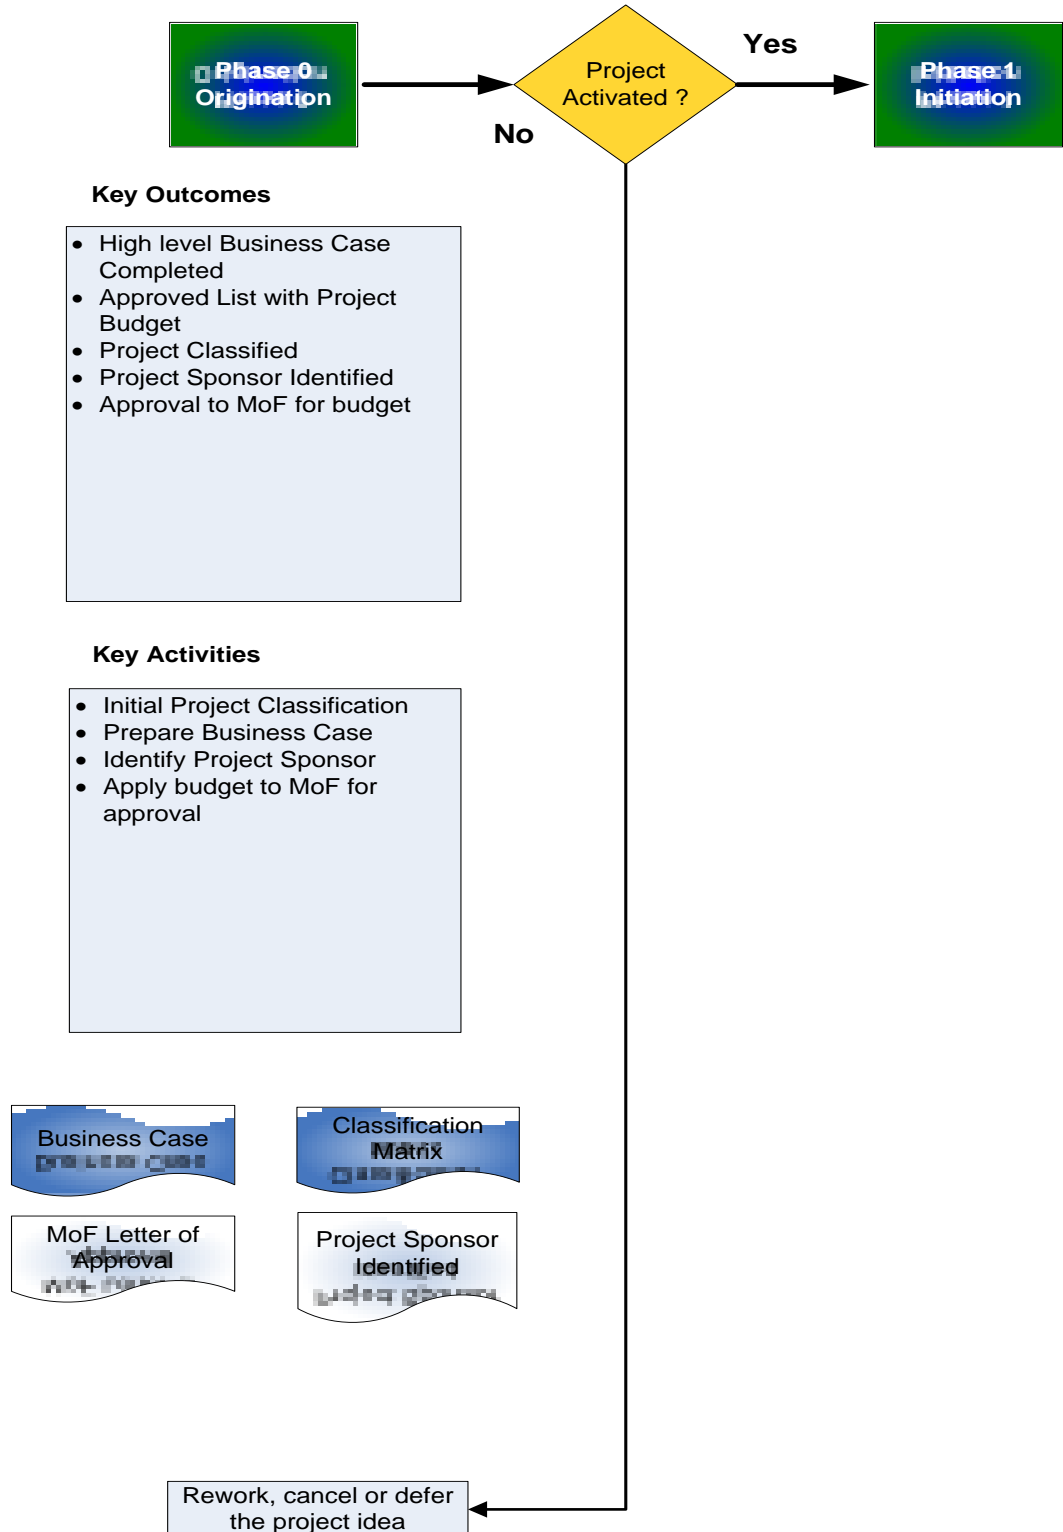 Phase 0
Origination
Project
Activated ?
Yes
No
Phase 1
Initiation
Key Outcomes
• High level Business Case
Completed
• Approved List with Project
Budget
• Project Classified
• Project Sponsor Identified
• Approval to MoF for budget
Key Activities
• Initial Project Classification
• Prepare Business Case
• Identify Project Sponsor
• Apply budget to MoF for
approval
Business Case
Classification
Matrix
MoF Letter of
Approval
Project Sponsor
Identified
Rework, cancel or defer
the project idea